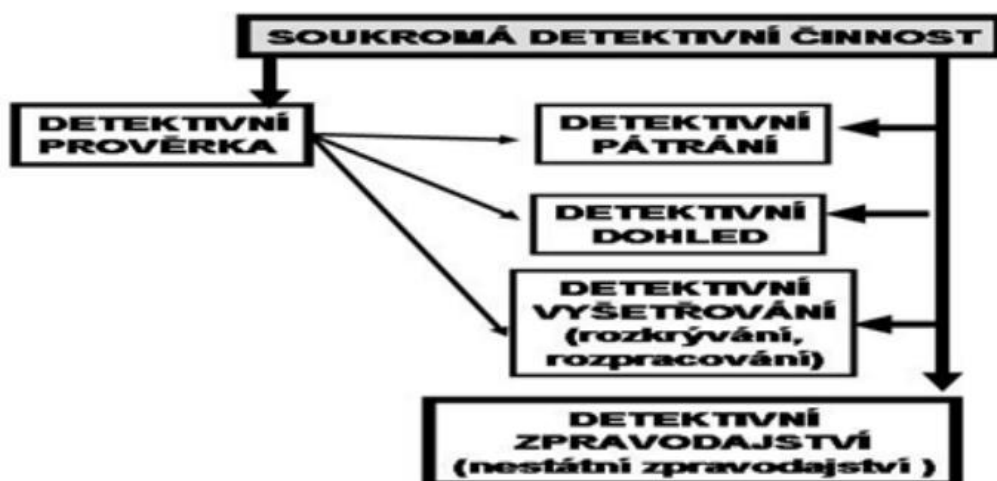 SOUKROMÁ DETEKTIVNÍ ČINNOST
DETEKTIVNÍ
PROVĚRKA
DETEKTIVNÍ
PÁTRÁNÍ
DETEKTIVNÍ
DOHLED
DETEKTIVNÍ
VYŠETŘOVÁNÍ
(rozkrývání,
rozpracování)
DETEKTIVNÍ
ZPRAVODAJSTVÍ
(nestátní zpravodajství )